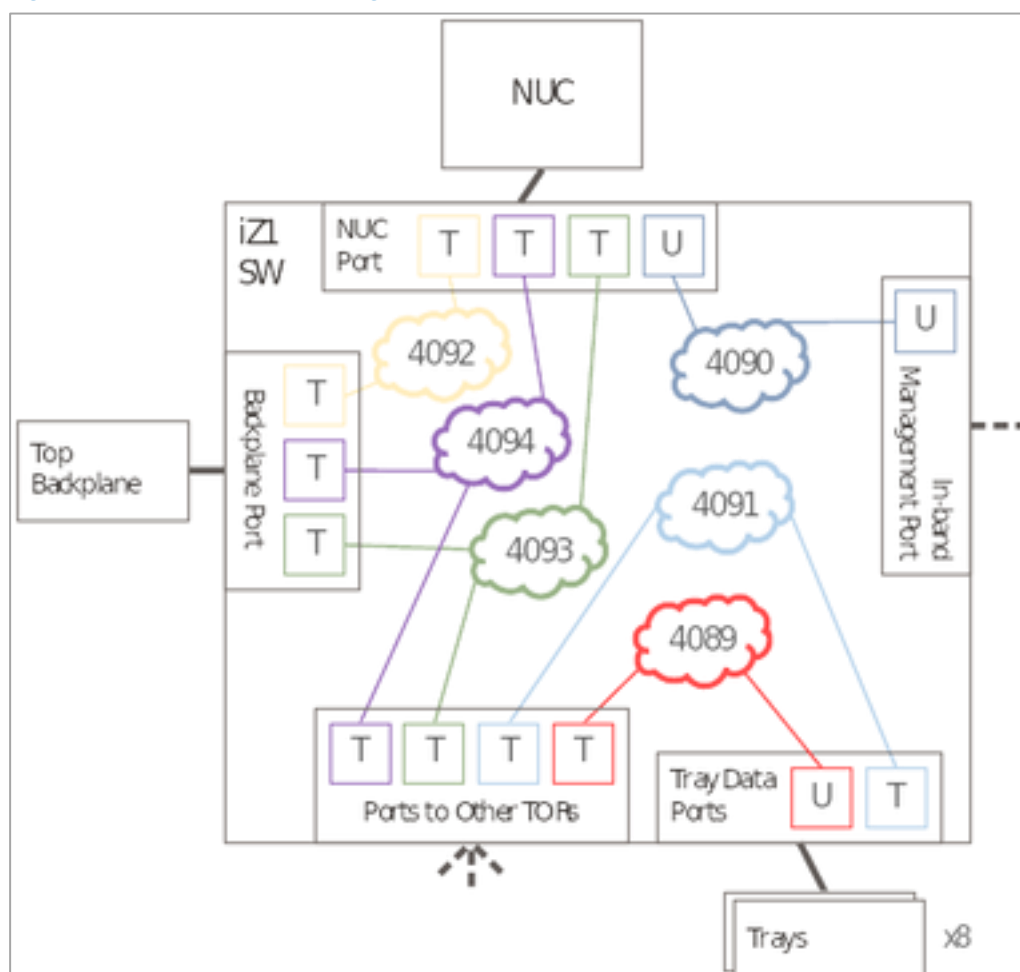 NUC
iZ1
SW
NUC
Port
T
T
T
U
U
In-band
Management Port
4092
4090
Backplane Port
T
T
T
Top
Backplane
4094
4091
4093
4089
T
T
T
T
Ports to Other TORs
Tray Data
Ports
U
T
Trays
x8